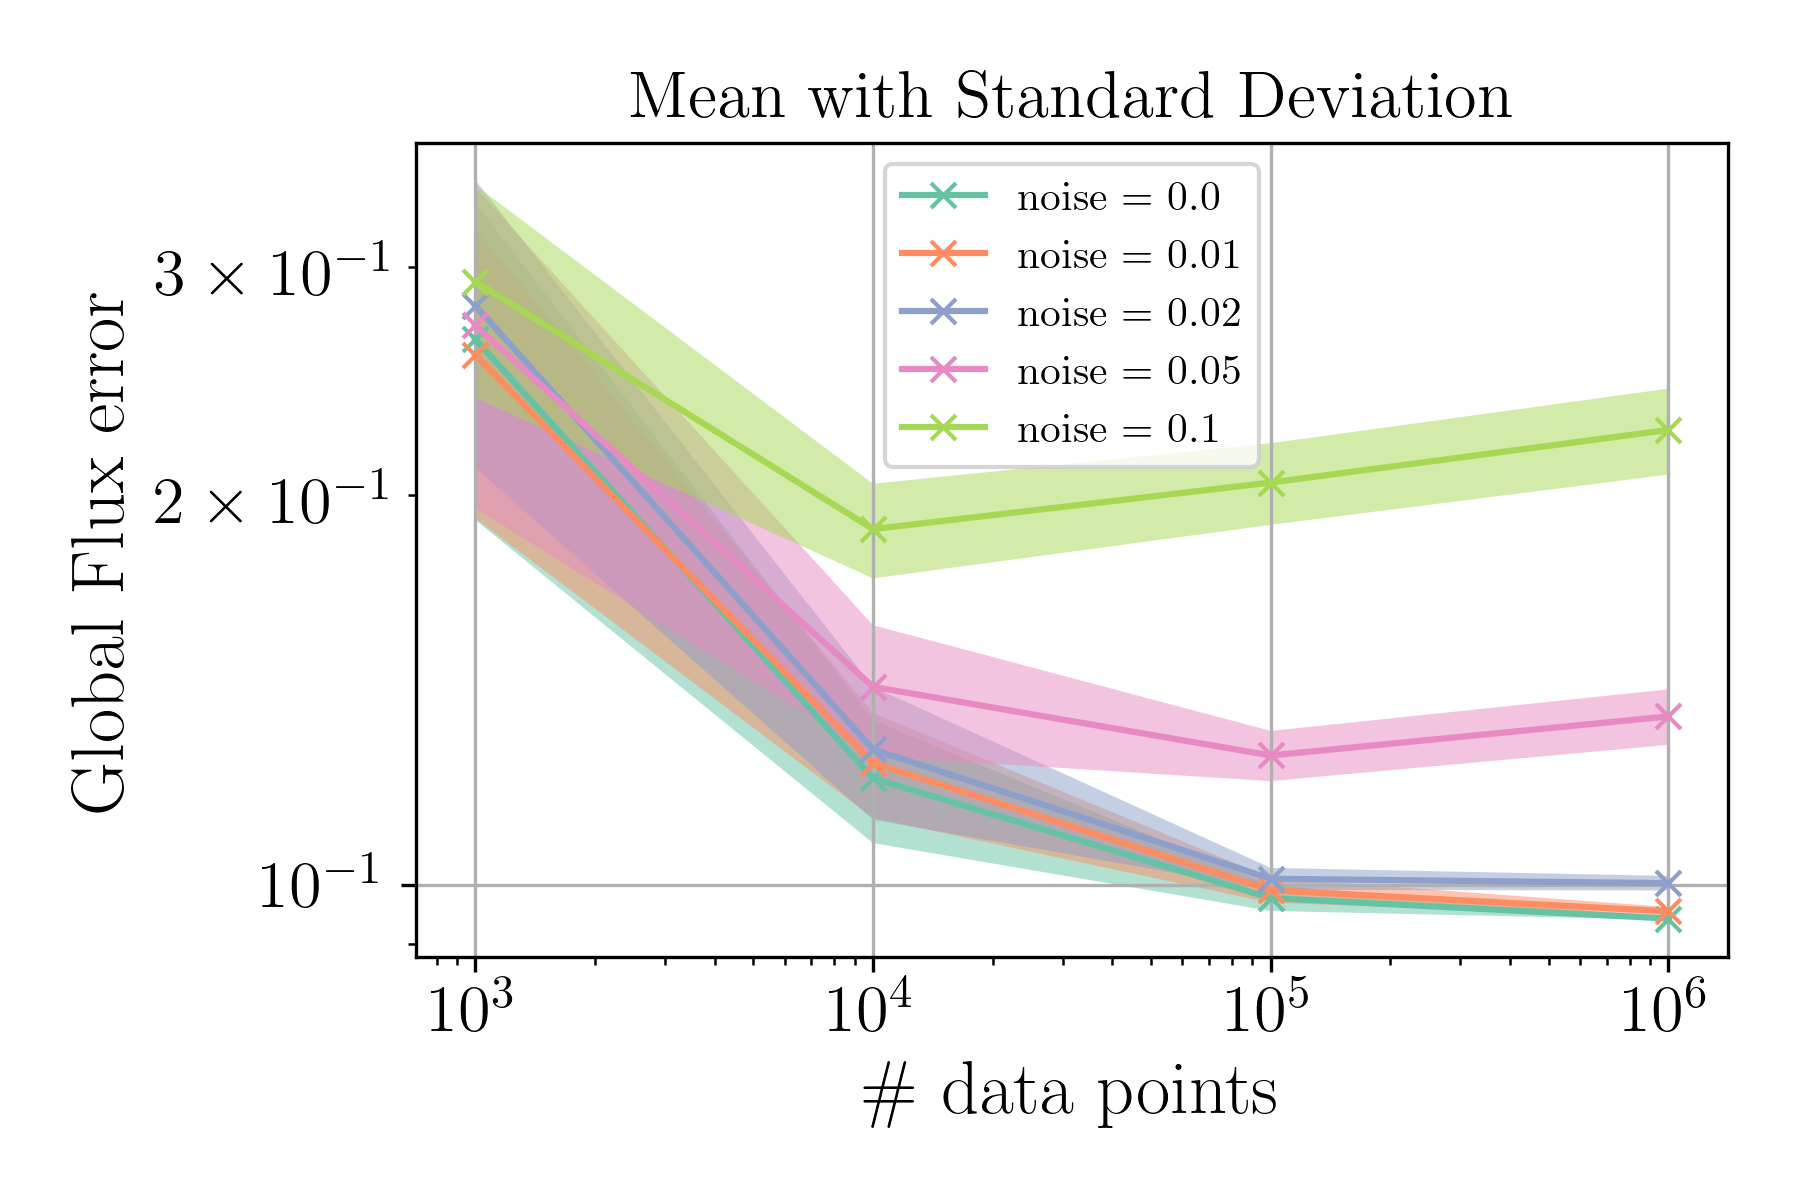 Mean with Standard Deviation
noise = 0.0
noise = 0.01
noise = 0.02
noise = 0.05
noise = 0.1
Global Flux error
3 × 10⁻¹
2 × 10⁻¹
10⁻¹
10³ 10⁴ 10⁵ 10⁶
# data points